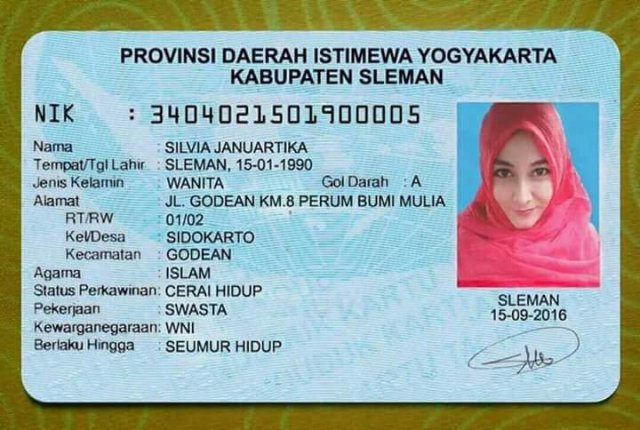 PROVINSI DAERAH ISTIMEWA YOGYAKARTA
KABUPATEN SLEMAN
NIK : 3404021501900005
Nama : SILVIA JANUARTIKA
Tempat/Tgl Lahir : SLEMAN, 15-01-1990
Jenis Kelamin : WANITA Gol Darah : A
Alamat : JL. GODEAN KM.8 PERUM BUMI MULIA
RT/RW : 01/02
Kel/Desa : SIDOKARTO
Kecamatan : GODEAN
Agama : ISLAM
Status Perkawinan: CERAI HIDUP
Pekerjaan : SWASTA
Kewarganegaraan: WNI
Berlaku Hingga : SEUMUR HIDUP
SLEMAN
15-09-2016